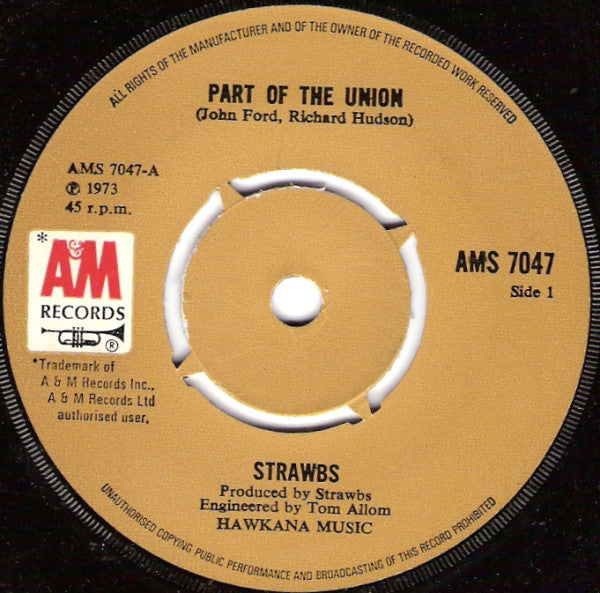 ALL RIGHTS OF THE MANUFACTURER AND OF THE OWNER OF THE RECORDED WORK RESERVED
PART OF THE UNION
(John Ford, Richard Hudson)
AMS 7047-A
℗ 1973
45 r.p.m.
*
A&M
RECORDS
®
AMS 7047
Side 1
*Trademark of
A & M Records Inc.,
A & M Records Ltd
authorised user.
STRAWBS
Produced by Strawbs
Engineered by Tom Allom
HAWKANA MUSIC
UNAUTHORISED COPYING PUBLIC PERFORMANCE AND BROADCASTING OF THIS RECORD PROHIBITED